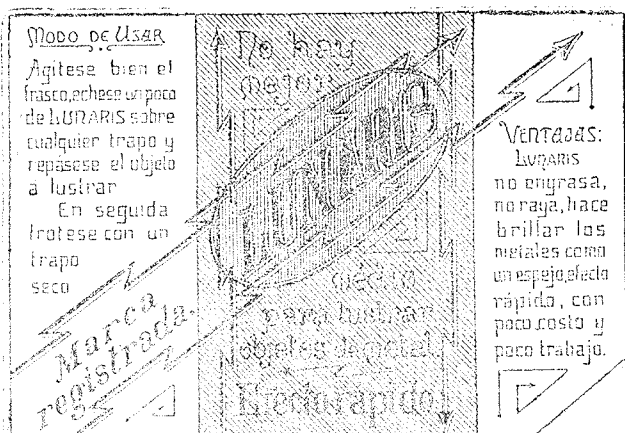 MODO DE USAR
Agítese bien el
frasco, echese un poco
de LUNARIS sobre
cualquier trapo y
repásese el objeto
a lustrar
En seguida
frotese con un
trapo
seco
Marca
registrada.
No hay
mejor
LUNARIS
medio
para lustrar
objetos de metal
Efecto rápido.
VENTAJAS:
LUNARIS
no engrasa,
no raya, hace
brillar los
metales como
un espejo, efecto
rápido, con
poco costo y
poco trabajo.